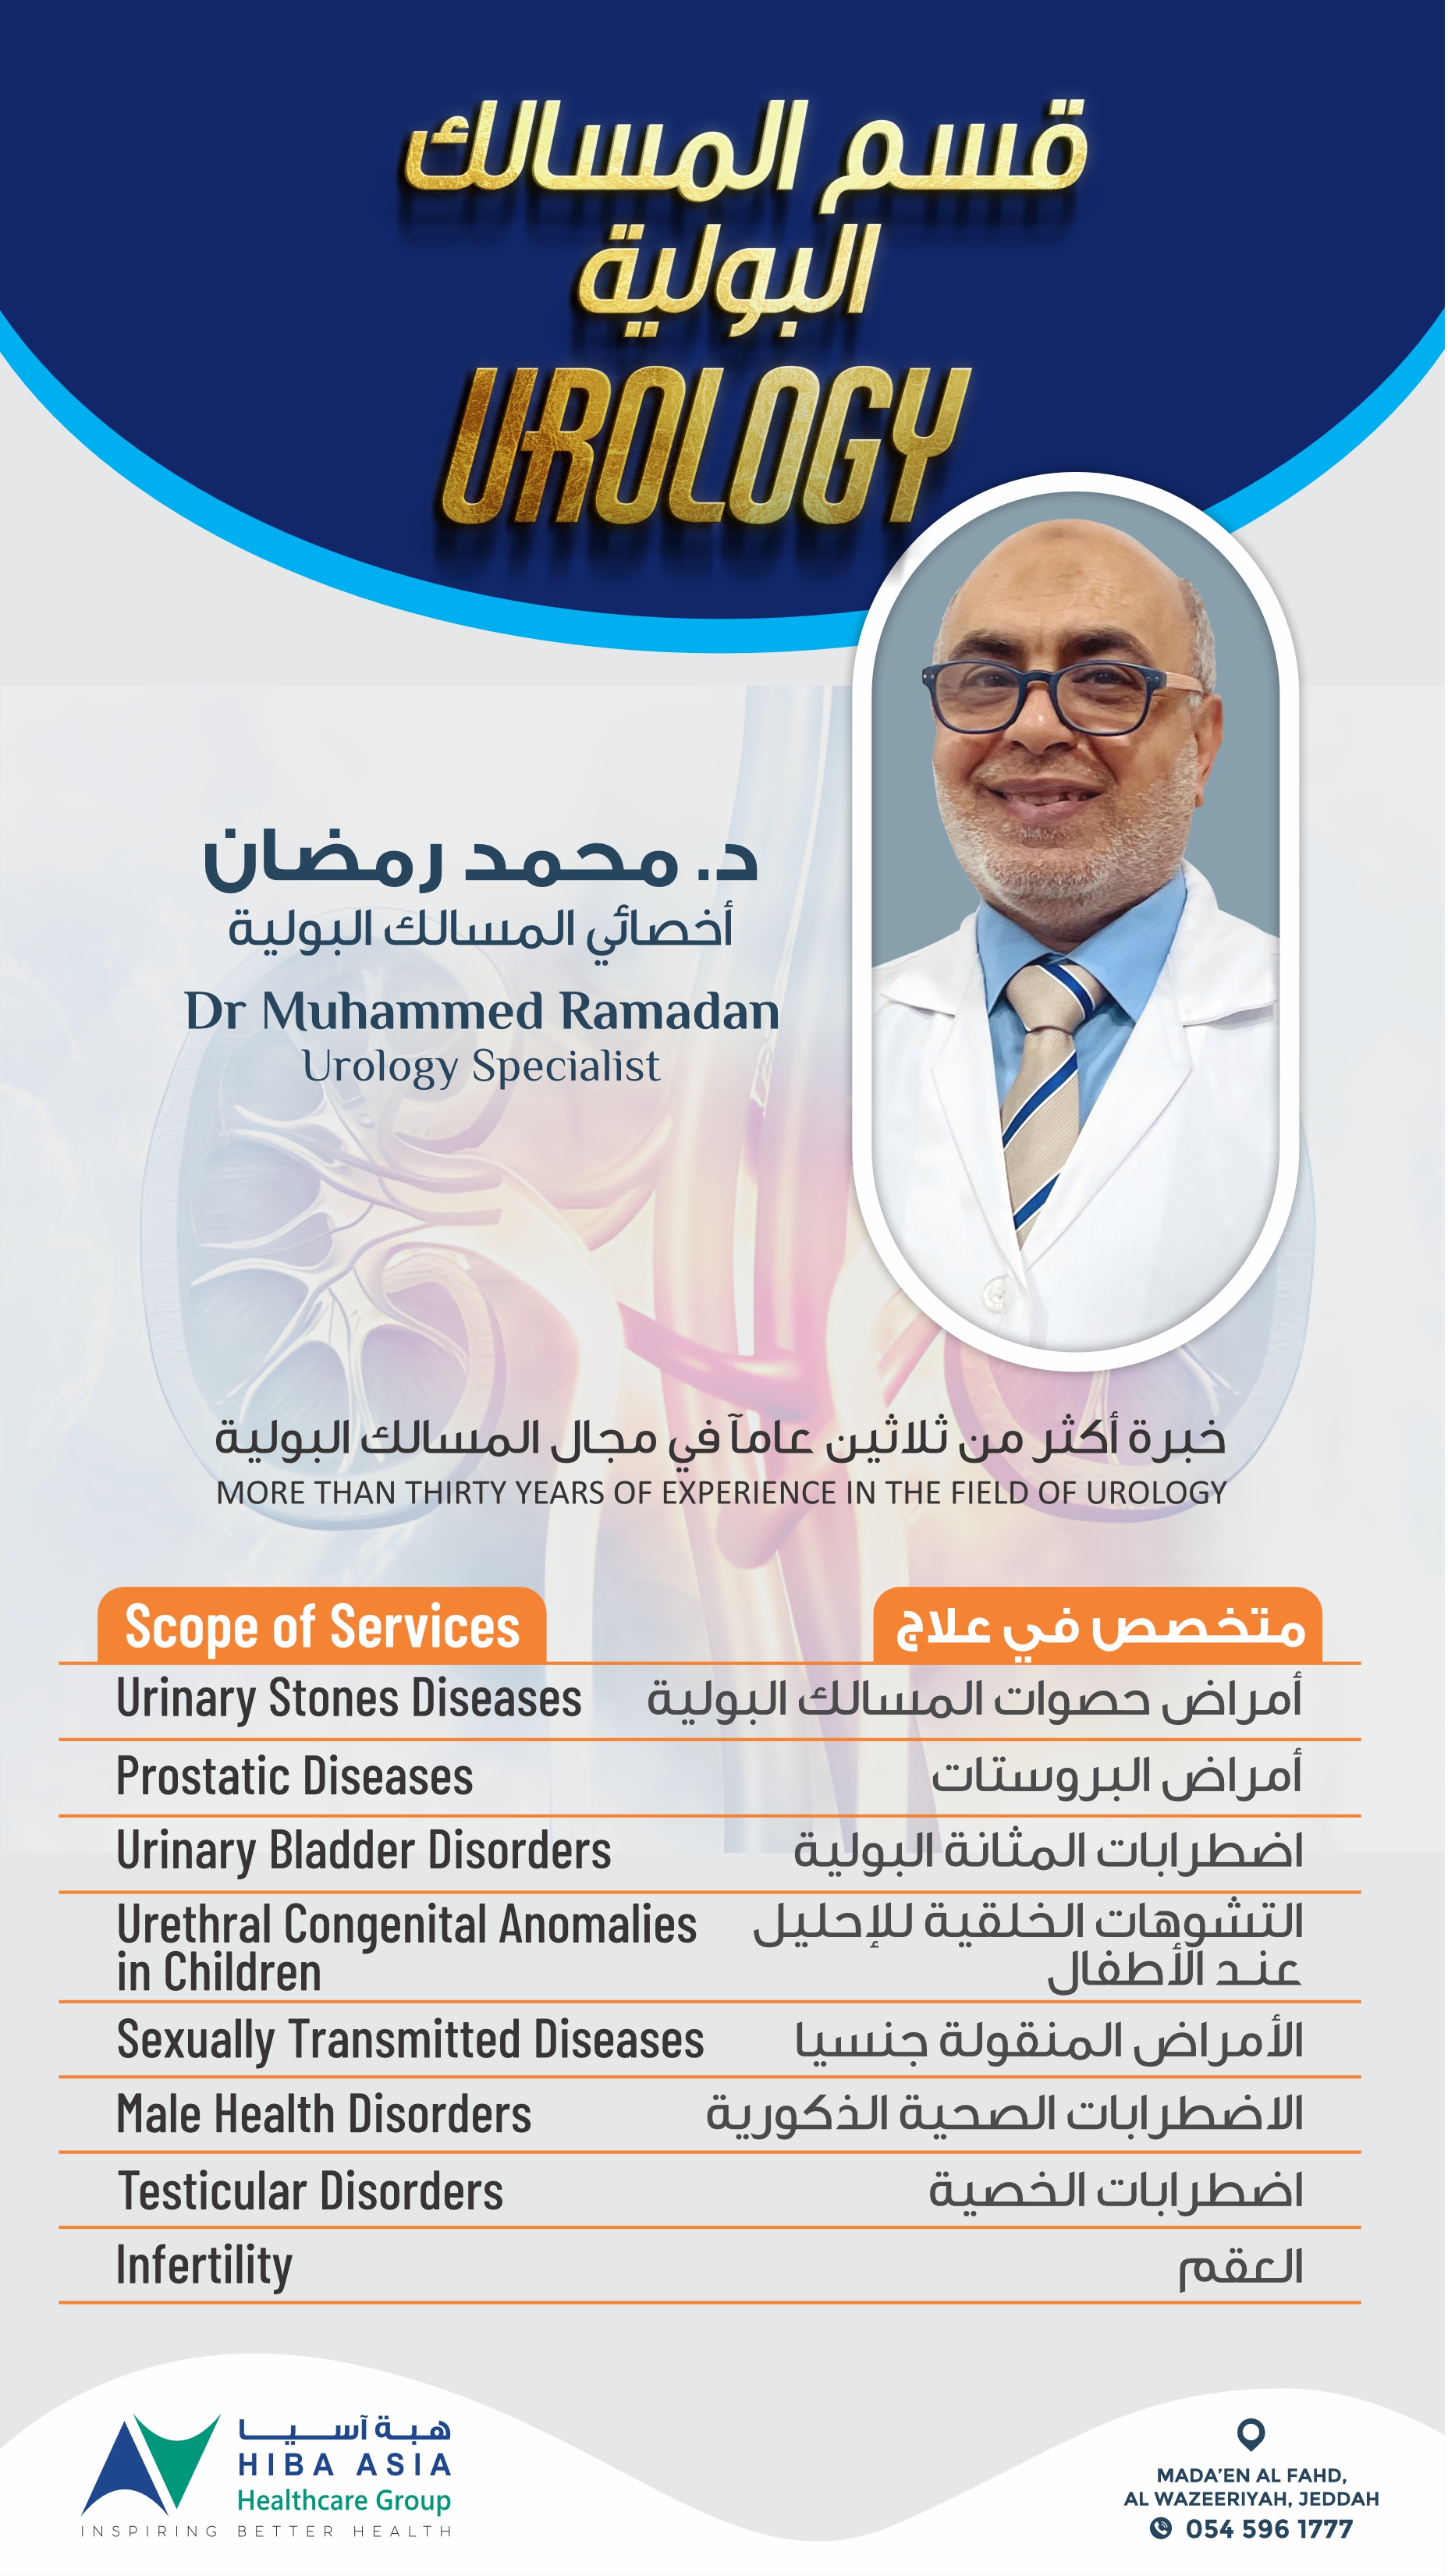 قسم المسالك
البولية
UROLOGY
د. محمد رمضان
أخصائي المسالك البولية
Dr Muhammed Ramadan
Urology Specialist
خبرة أكثر من ثلاثين عاماً في مجال المسالك البولية
MORE THAN THIRTY YEARS OF EXPERIENCE IN THE FIELD OF UROLOGY
Scope of Services متخصص في علاج
Urinary Stones Diseases أمراض حصوات المسالك البولية
Prostatic Diseases أمراض البروستات
Urinary Bladder Disorders اضطرابات المثانة البولية
Urethral Congenital Anomalies التشوهات الخلقية للإحليل
in Children عند الأطفال
Sexually Transmitted Diseases الأمراض المنقولة جنسيا
Male Health Disorders الاضطرابات الصحية الذكورية
Testicular Disorders اضطرابات الخصية
Infertility العقم
هبة آسيا
HIBA ASIA
Healthcare Group
INSPIRING BETTER HEALTH
MADA'EN AL FAHD,
AL WAZEERIYAH, JEDDAH
054 596 1777